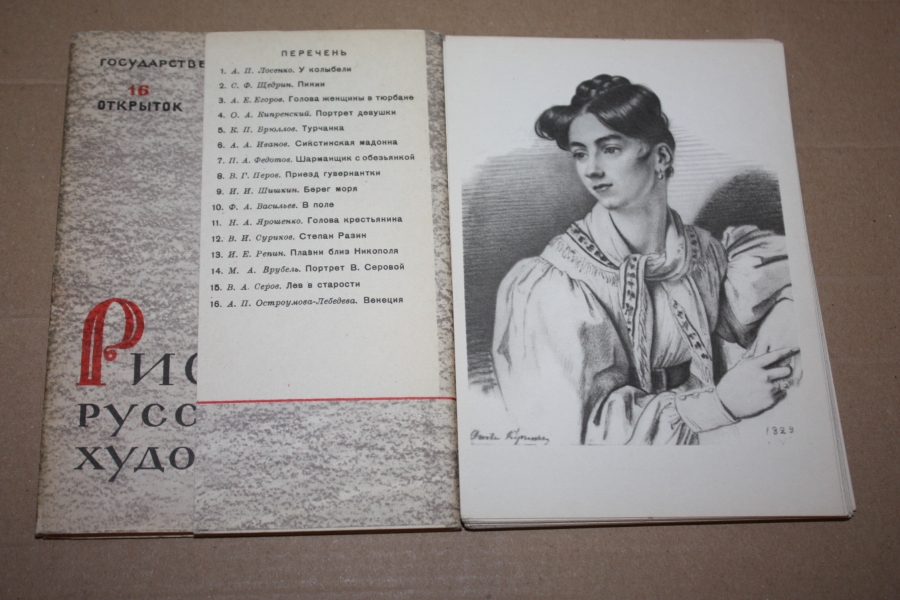 ГОСУДАРСТВЕ
16
ОТКРЫТОК
РИС
РУСС
ХУДО
ПЕРЕЧЕНЬ
1. А. П. Лосенко. У колыбели
2. С. Ф. Щедрин. Пинии
3. А. Е. Егоров. Голова женщины в тюрбане
4. О. А. Кипренский. Портрет девушки
5. К. П. Брюллов. Турчанка
6. А. А. Иванов. Сикстинская мадонна
7. П. А. Федотов. Шарманщик с обезьянкой
8. В. Г. Перов. Приезд гувернантки
9. И. И. Шишкин. Берег моря
10. Ф. А. Васильев. В поле
11. Н. А. Ярошенко. Голова крестьянина
12. В. И. Суриков. Степан Разин
13. И. Е. Репин. Плавни близ Никополя
14. М. А. Врубель. Портрет В. Серовой
15. В. А. Серов. Лев в старости
16. А. П. Остроумова-Лебедева. Венеция